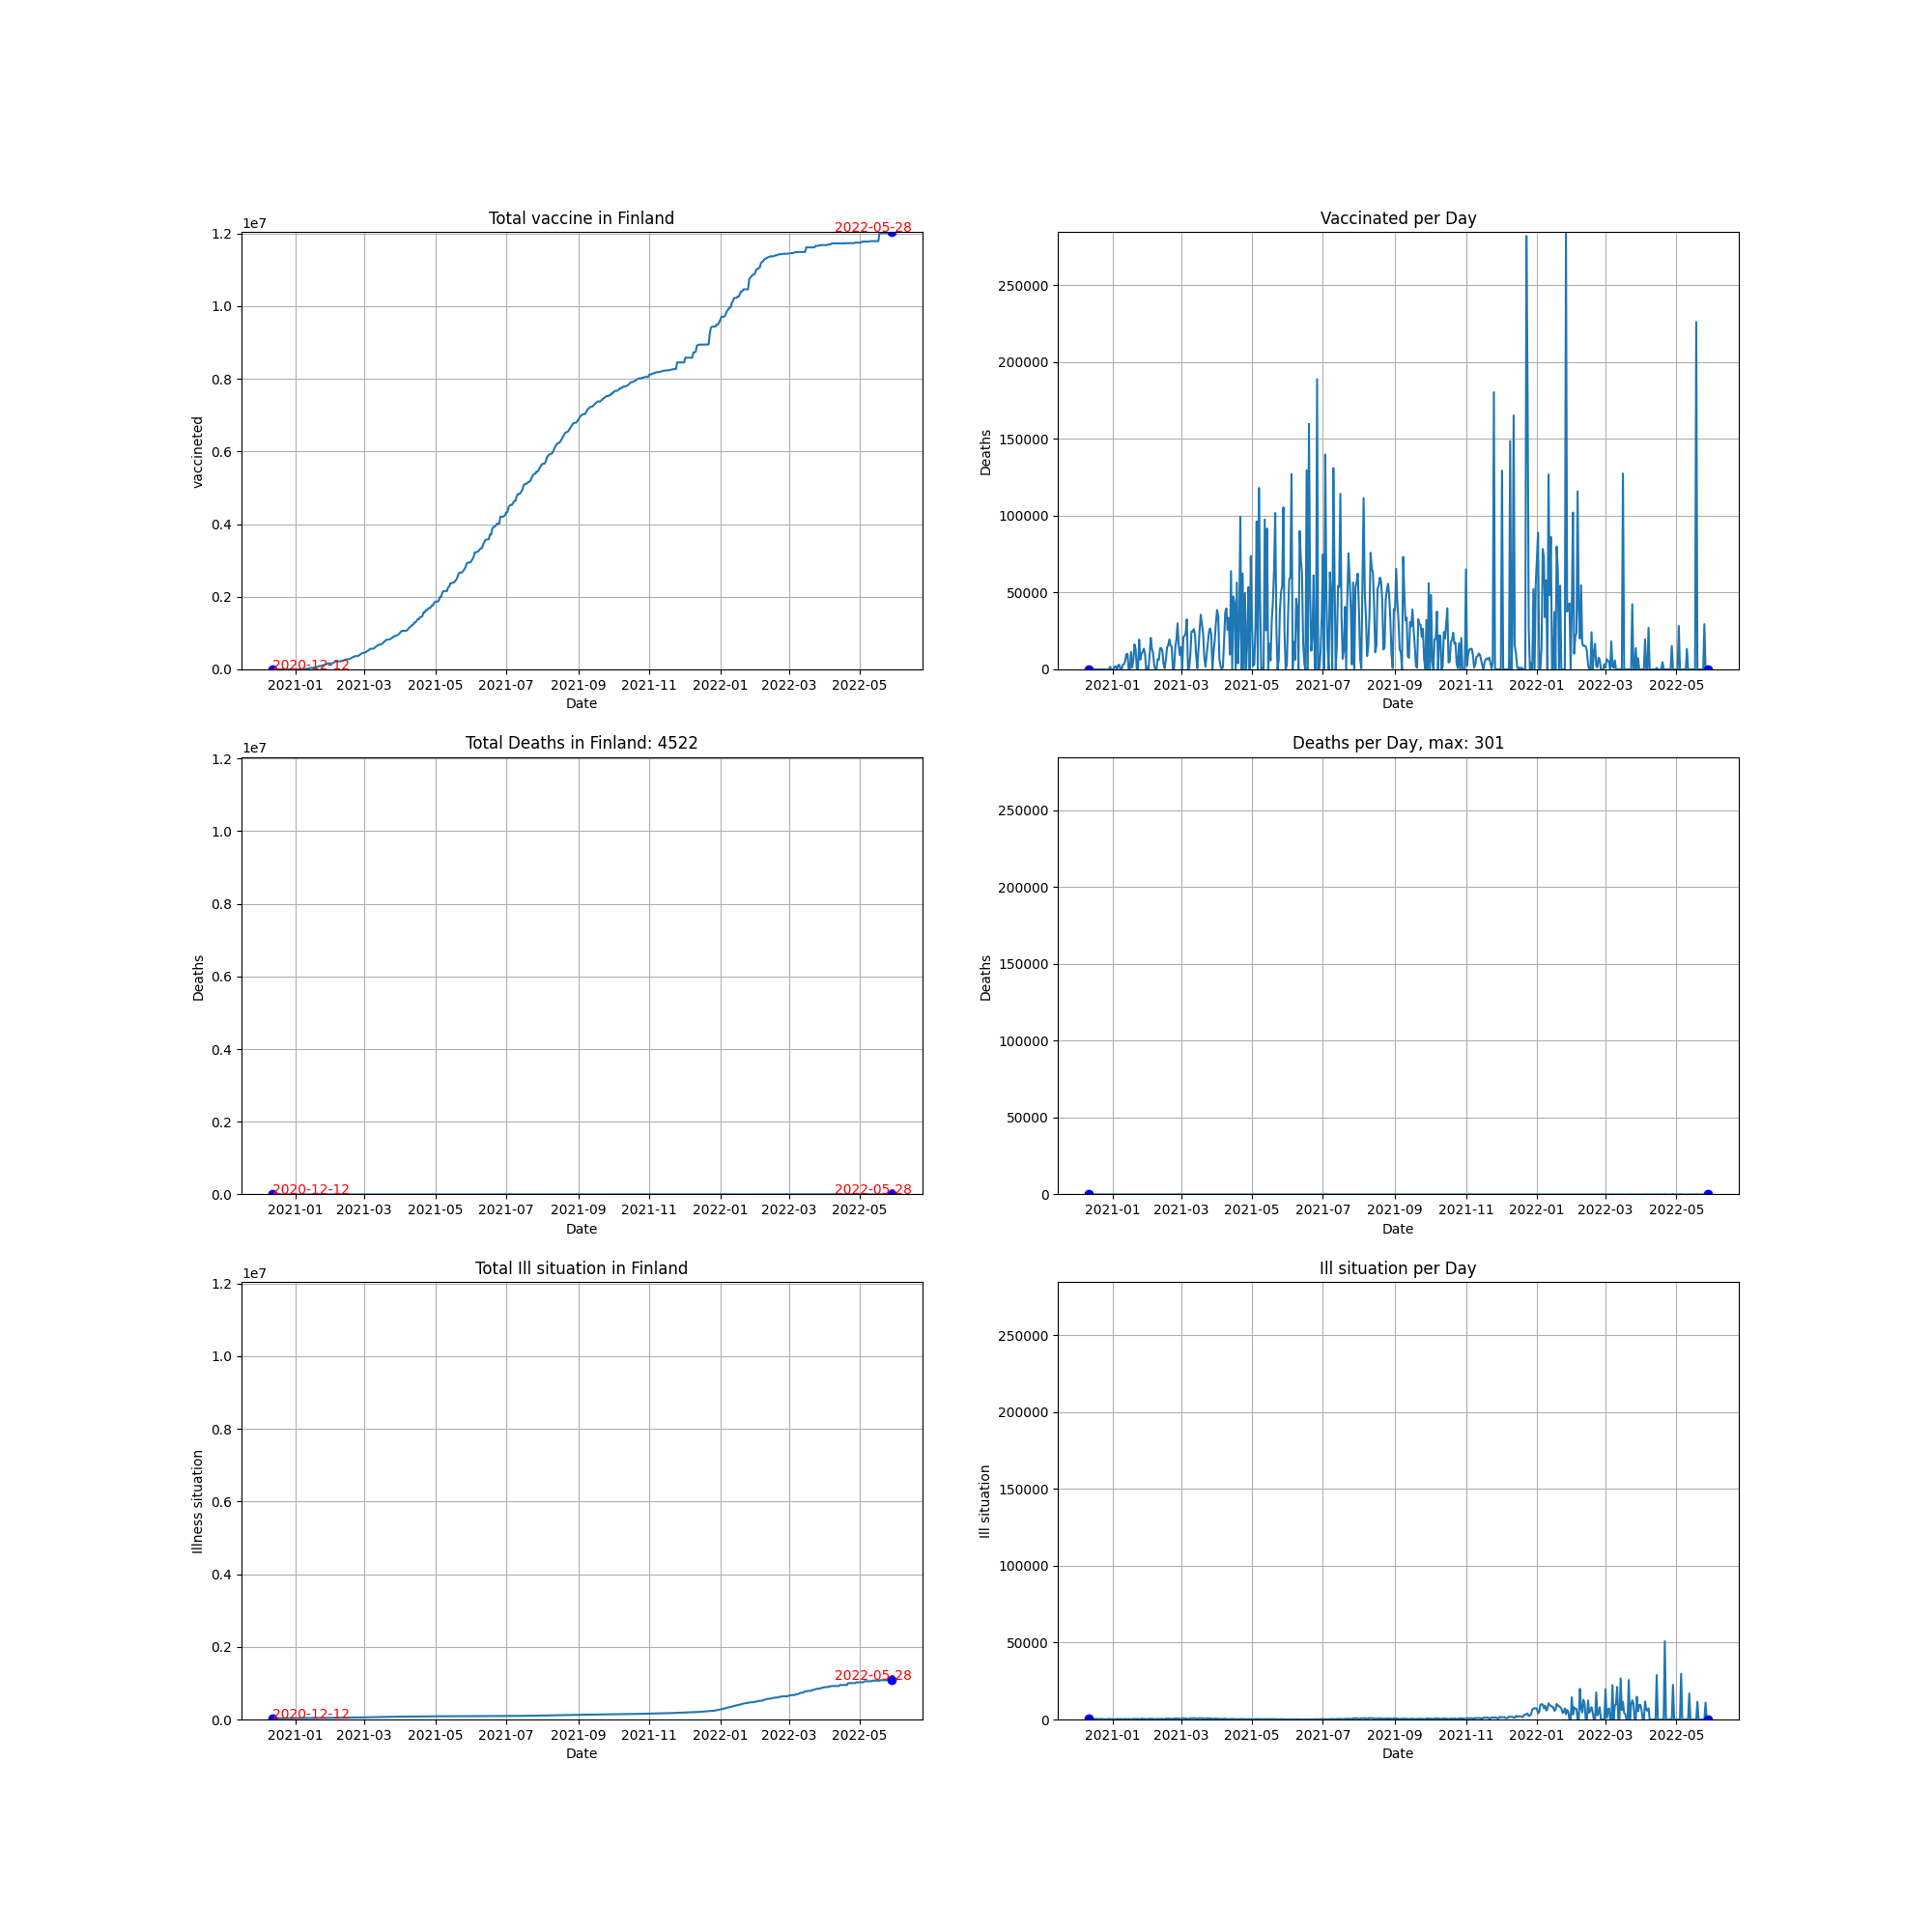 Total vaccine in Finland
1e7
2022-05-28
1.2
1.0
0.8
0.6
0.4
0.2
0.0
vaccineted
2020-12-12
2021-01 2021-03 2021-05 2021-07 2021-09 2021-11 2022-01 2022-03 2022-05
Date
Vaccinated per Day
250000
200000
150000
100000
50000
0
Deaths
2021-01 2021-03 2021-05 2021-07 2021-09 2021-11 2022-01 2022-03 2022-05
Date
Total Deaths in Finland: 4522
1e7
1.2
1.0
0.8
0.6
0.4
0.2
0.0
Deaths
2020-12-12
2022-05-28
2021-01 2021-03 2021-05 2021-07 2021-09 2021-11 2022-01 2022-03 2022-05
Date
Deaths per Day, max: 301
250000
200000
150000
100000
50000
0
Deaths
2021-01 2021-03 2021-05 2021-07 2021-09 2021-11 2022-01 2022-03 2022-05
Date
Total Ill situation in Finland
1e7
1.2
1.0
0.8
0.6
0.4
0.2
0.0
Illness situation
2020-12-12
2022-05-28
2021-01 2021-03 2021-05 2021-07 2021-09 2021-11 2022-01 2022-03 2022-05
Date
Ill situation per Day
250000
200000
150000
100000
50000
0
Ill situation
2021-01 2021-03 2021-05 2021-07 2021-09 2021-11 2022-01 2022-03 2022-05
Date